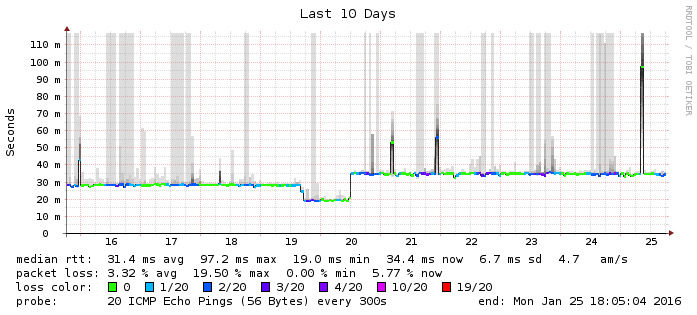 Last 10 Days
RRDTOOL / TOBI OETIKER
Seconds
110 m
100 m
90 m
80 m
70 m
60 m
50 m
40 m
30 m
20 m
10 m
0
16 17 18 19 20 21 22 23 24 25
median rtt: 31.4 ms avg 97.2 ms max 19.0 ms min 34.4 ms now 6.7 ms sd 4.7 am/s
packet loss: 3.32 % avg 19.50 % max 0.00 % min 5.77 % now
loss color: 0 1/20 2/20 3/20 4/20 10/20 19/20
probe: 20 ICMP Echo Pings (56 Bytes) every 300s end: Mon Jan 25 18:05:04 2016